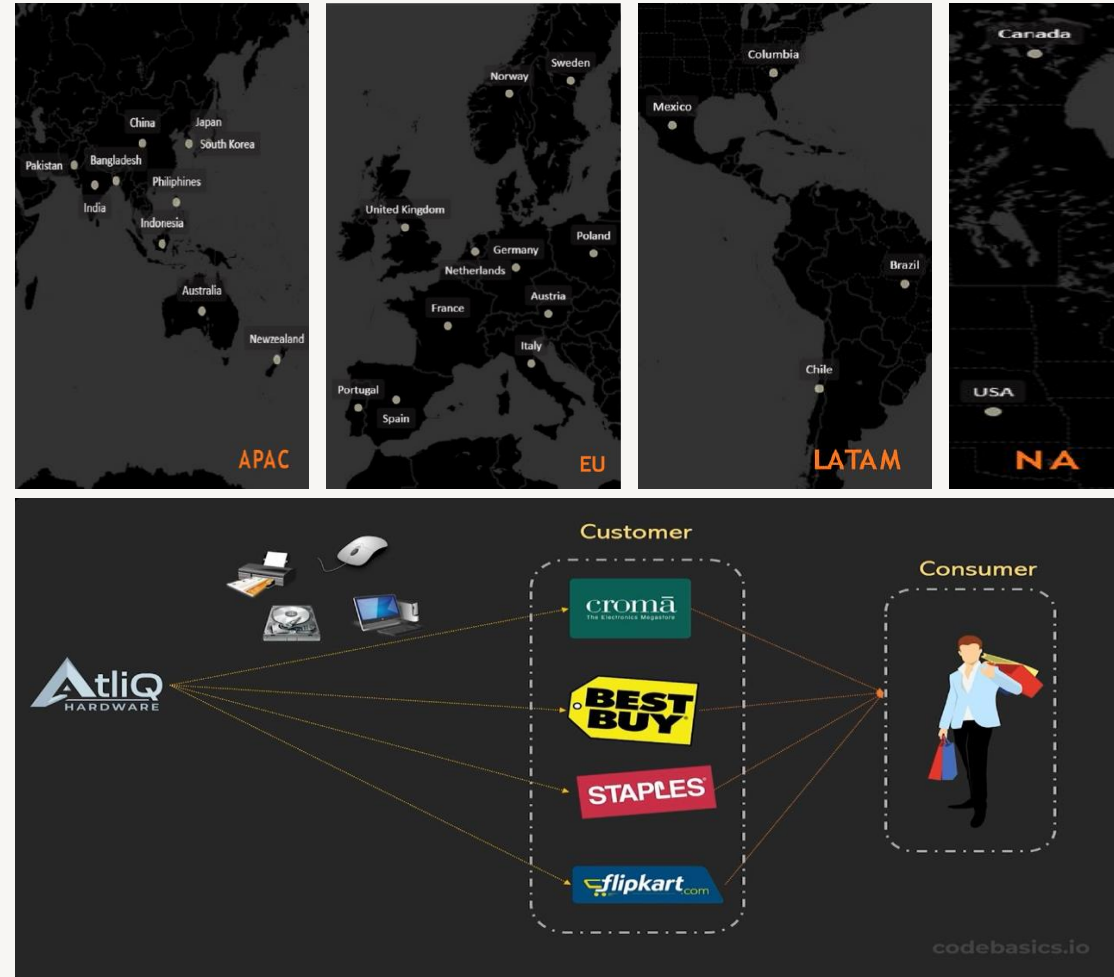 China
Japan
South Korea
Pakistan
Bangladesh
Philiphines
India
Indonesia
Australia
Newzealand
APAC
Sweden
Norway
United Kingdom
Poland
Germany
Netherlands
Austria
France
Italy
Portugal
Spain
EU
Columbia
Mexico
Brazil
Chile
LATAM
Canada
USA
NA
Customer
Consumer
cromā
The Electronics Megastore
AtliQ
HARDWARE
BEST
BUY
STAPLES
flipkart.com
codebasics.io